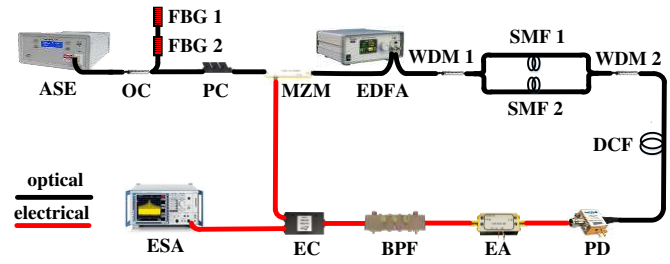 FBG 1
FBG 2
SMF 1
WDM 1
WDM 2
ASE
OC
PC
MZM
EDFA
SMF 2
DCF
optical
electrical
ESA
EC
BPF
EA
PD